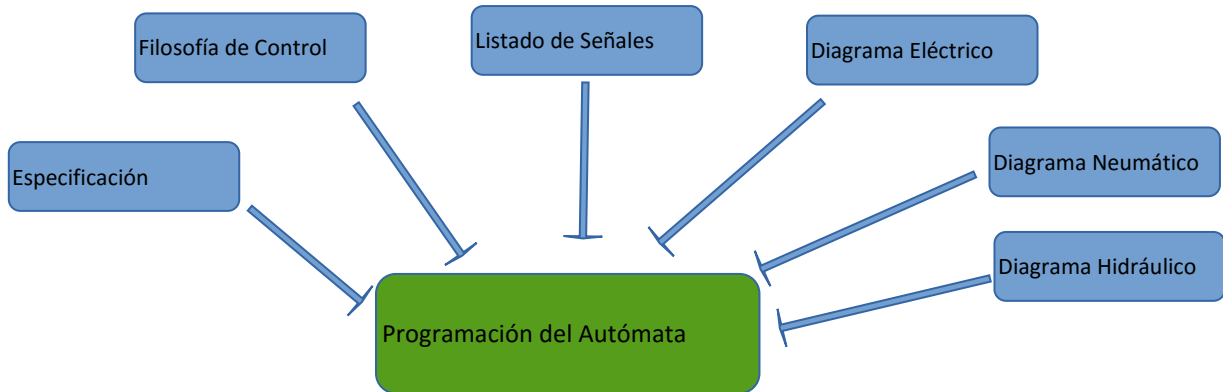 Filosofía de Control
Listado de Señales
Diagrama Eléctrico
Especificación
Diagrama Neumático
Diagrama Hidráulico
Programación del Autómata